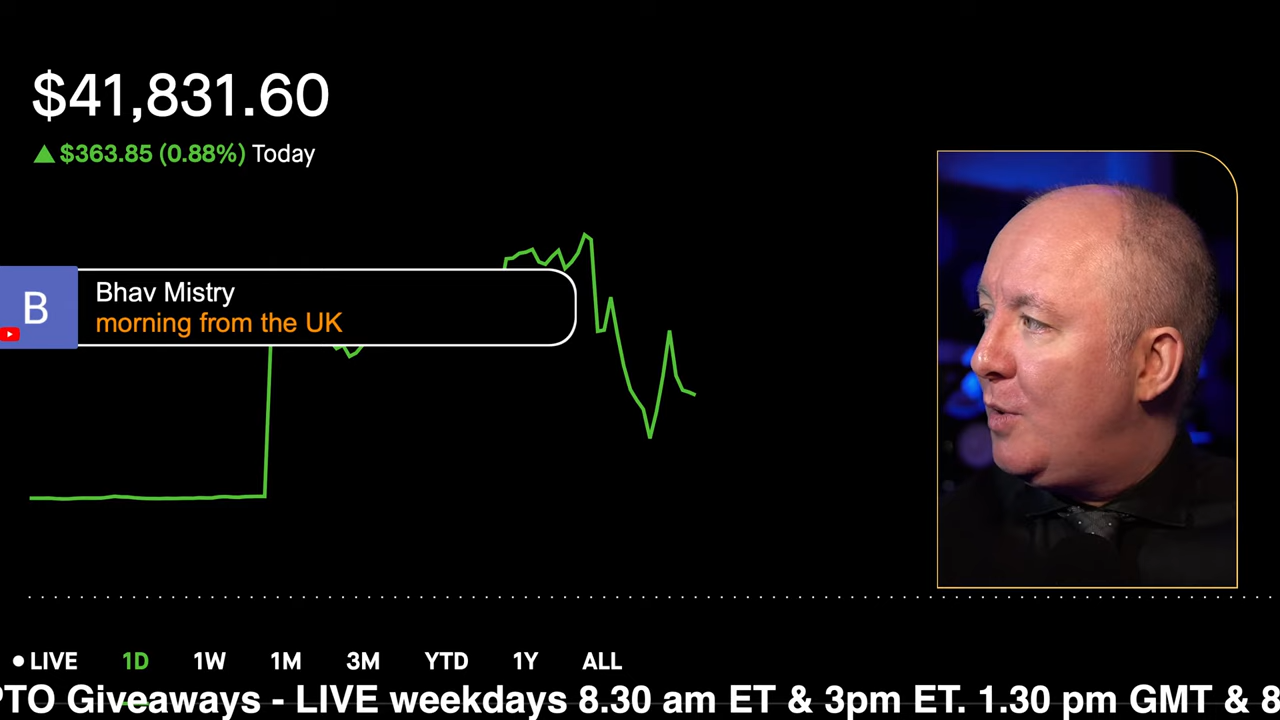 $41,831.60
▲ $363.85 (0.88%) Today
B
Bhav Mistry
morning from the UK
LIVE 1D 1W 1M 3M YTD 1Y ALL
PTO Giveaways - LIVE weekdays 8.30 am ET & 3pm ET. 1.30 pm GMT & 8